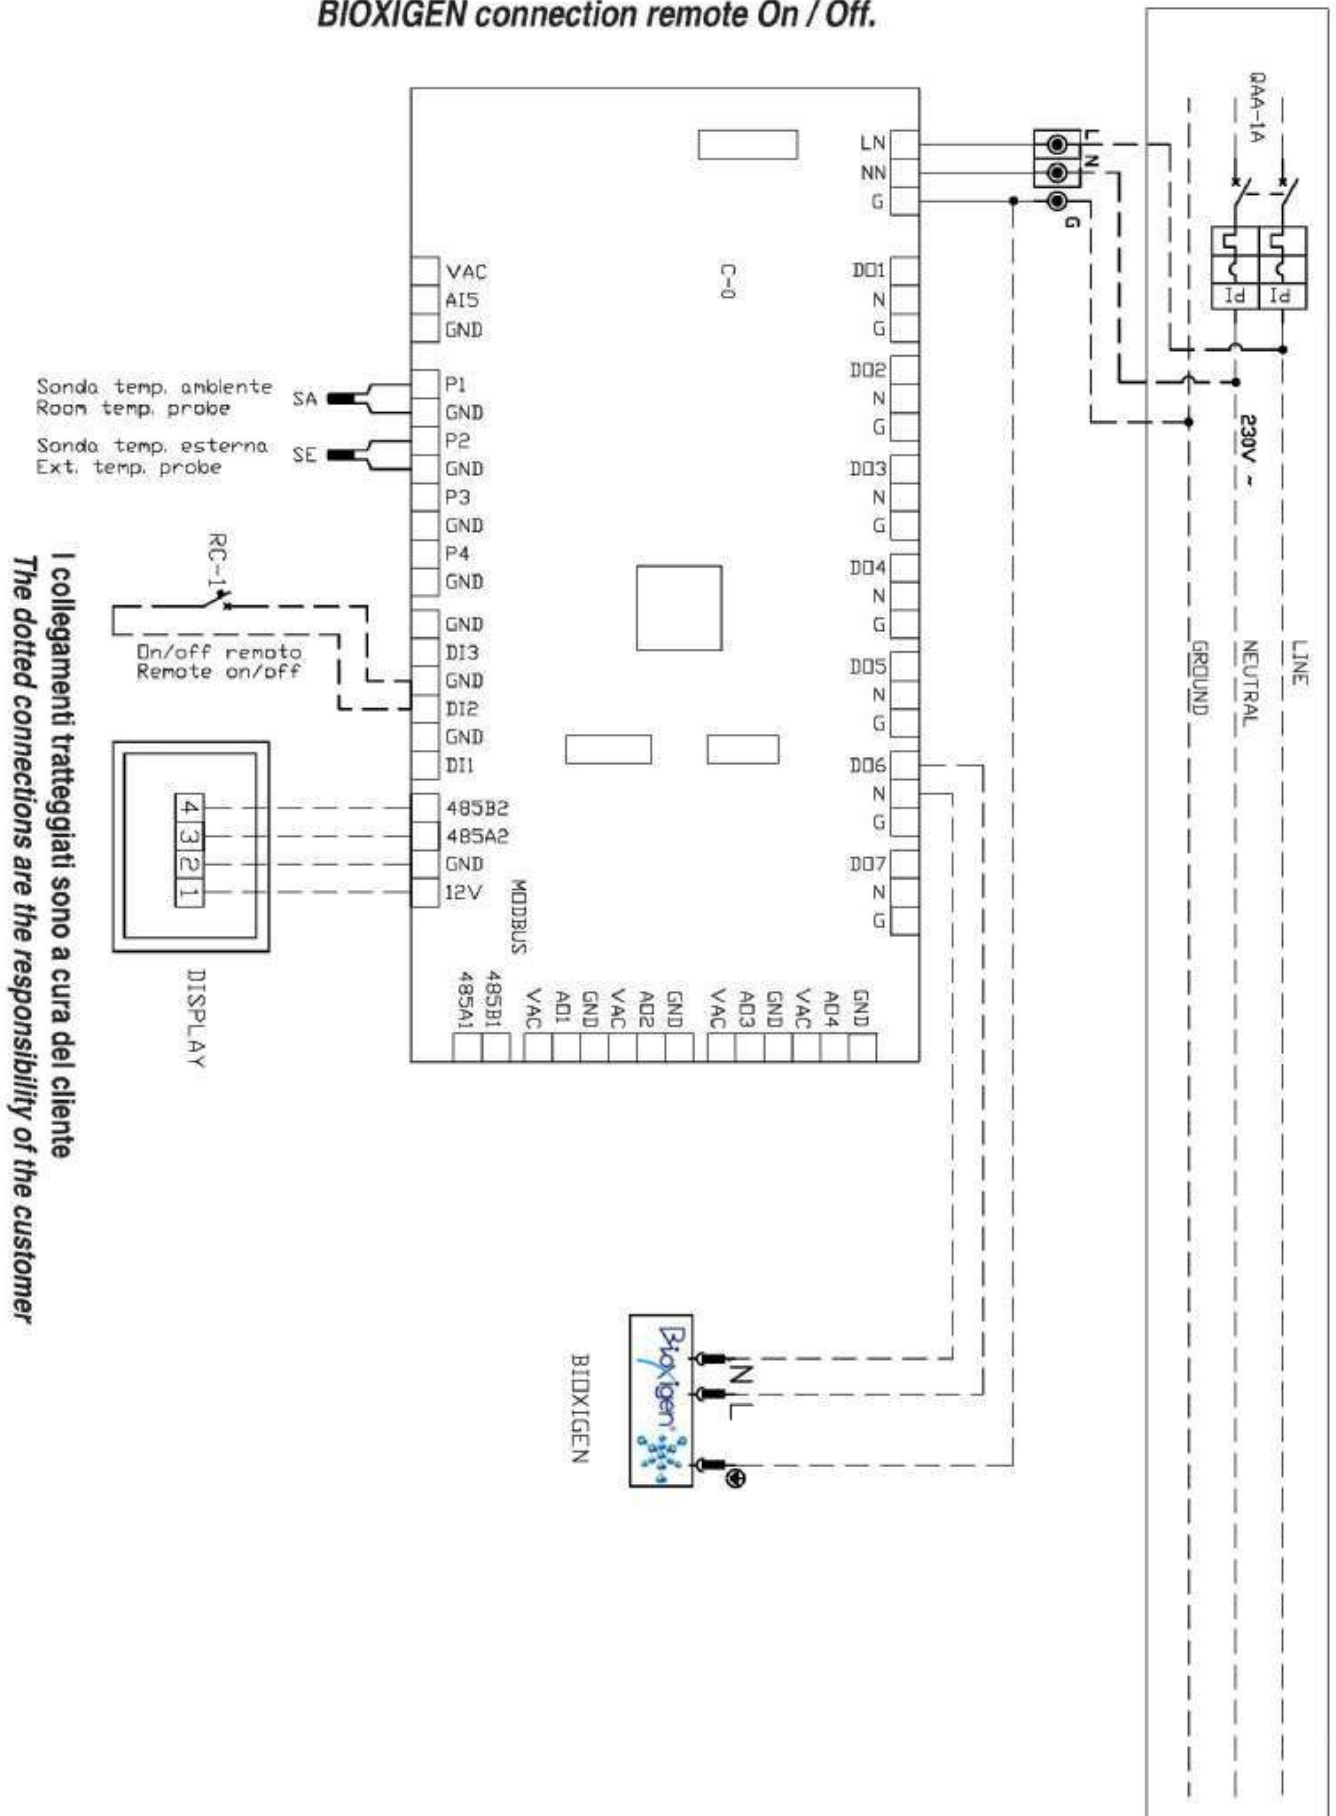 BIOXIGEN connection remote On / Off.
QAA-1A
Id
Id
230V ~
LINE
NEUTRAL
GROUND
L
N
G
C-0
LN
NN
G
DO1
N
G
DO2
N
G
DO3
N
G
DO4
N
G
DO5
N
G
DO6
N
G
DO7
N
G
VAC
AI5
GND
P1
GND
P2
GND
P3
GND
P4
GND
GND
DI3
GND
DI2
GND
DI1
485B2
485A2
GND
12V
MODBUS
485A1
485B1
VAC
AO1
GND
VAC
AO2
GND
VAC
AO3
GND
VAC
AO4
GND
Sonda temp. ambiente
Room temp. probe
SA
Sonda temp. esterna
Ext. temp. probe
SE
RC-1
On/off remoto
Remote on/off
4
3
2
1
DISPLAY
Bioxigen®
N
L
BIOXIGEN
I collegamenti tratteggiati sono a cura del cliente
The dotted connections are the responsibility of the customer